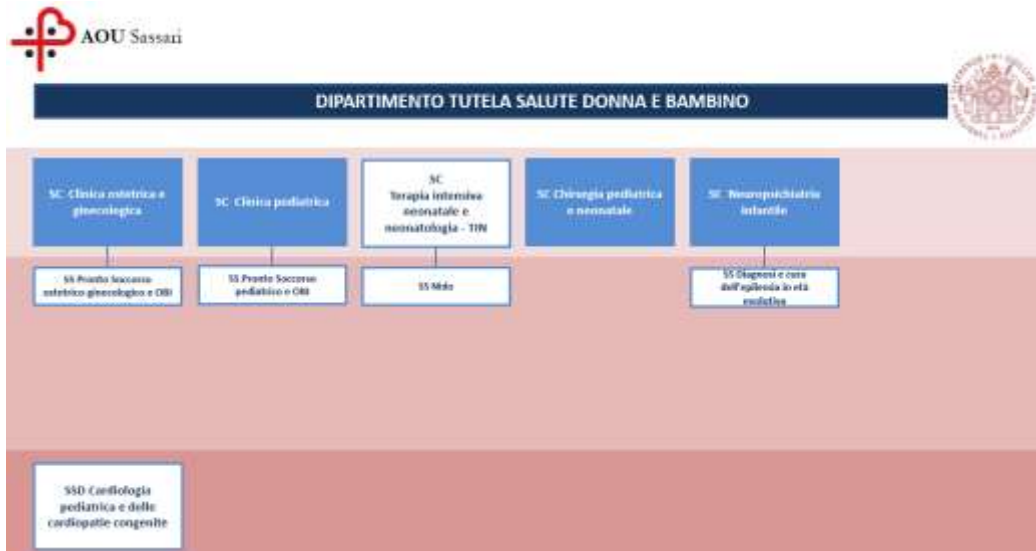 AOU Sassari
DIPARTIMENTO TUTELA SALUTE DONNA E BAMBINO
SC Clinica ostetrica e
ginecologica
SC Clinica pediatrica
SC
Terapia intensiva
neonatale e
neonatologia - TIN
SC Chirurgia pediatrica
e neonatale
SC Neuropsichiatria
infantile
SS Pronto Soccorso
ostetrico ginecologico e OBI
SS Pronto Soccorso
pediatrico e OBI
SS Nido
SS Diagnosi e cura
dell'epilessia in età
evolutiva
SSD Cardiologia
pediatrica e delle
cardiopatie congenite